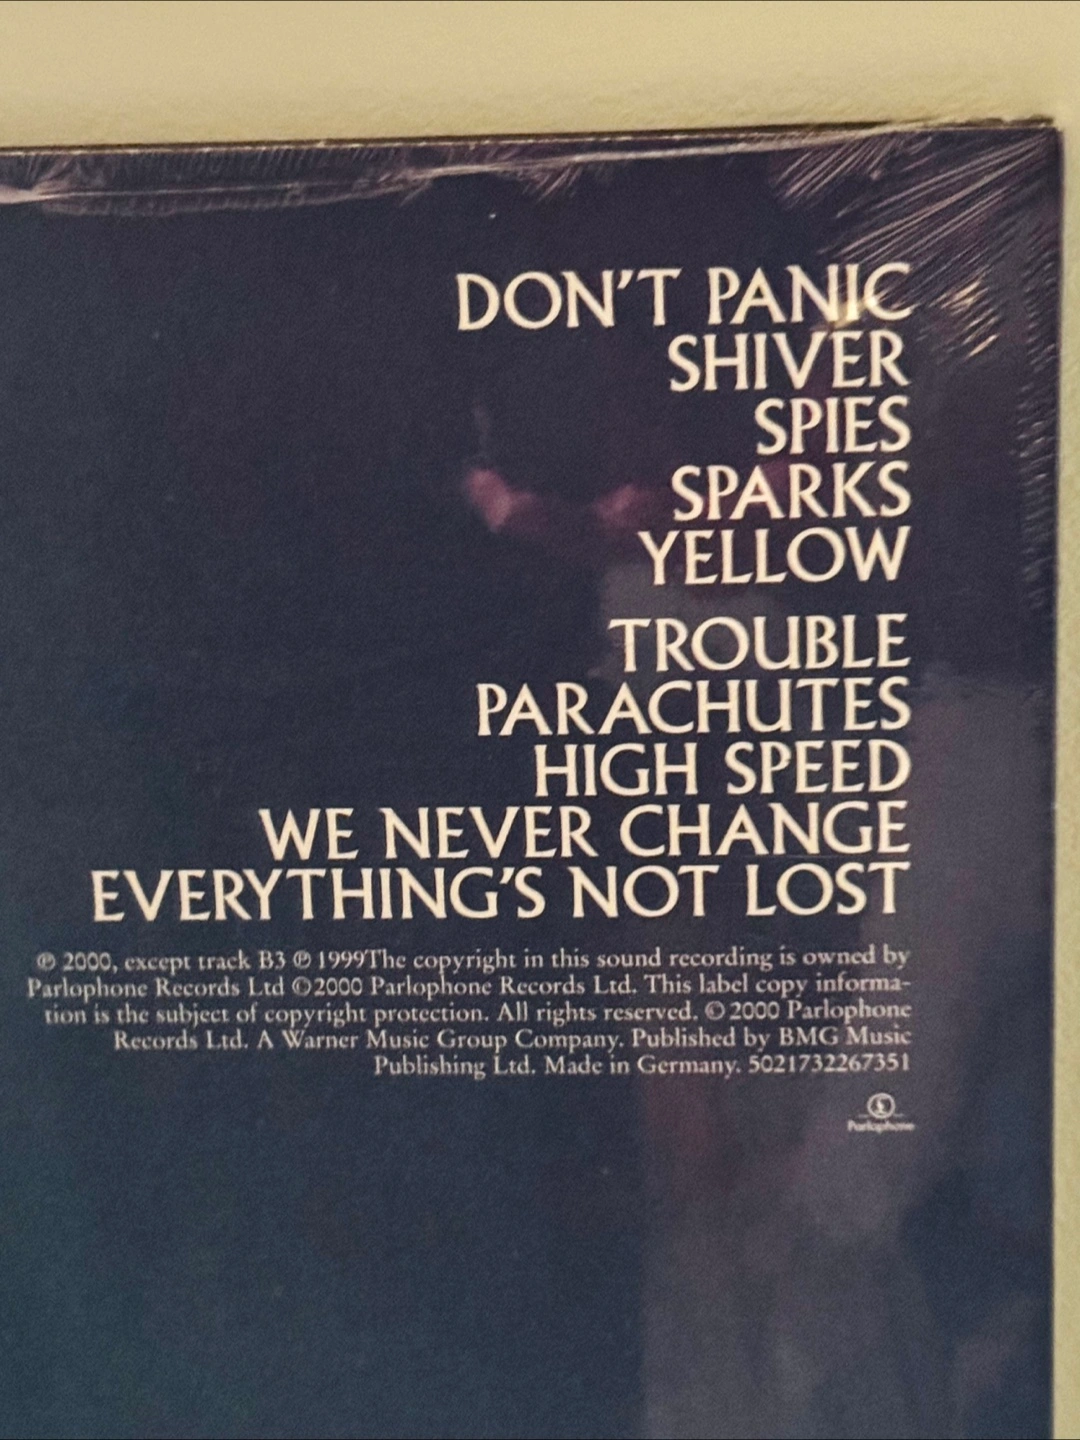 DON'T PANIC
SHIVER
SPIES
SPARKS
YELLOW
TROUBLE
PARACHUTES
HIGH SPEED
WE NEVER CHANGE
EVERYTHING'S NOT LOST
℗ 2000, except track B3 ℗ 1999The copyright in this sound recording is owned by
Parlophone Records Ltd ©2000 Parlophone Records Ltd. This label copy informa-
tion is the subject of copyright protection. All rights reserved. © 2000 Parlophone
Records Ltd. A Warner Music Group Company. Published by BMG Music
Publishing Ltd. Made in Germany. 5021732267351
£
Parlophone